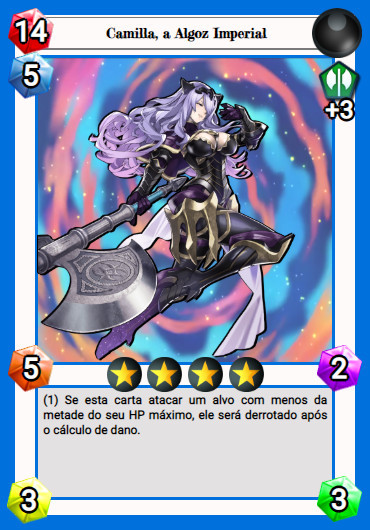 14
Camilla, a Algoz Imperial
5
+3
5
2
(1) Se esta carta atacar um alvo com menos da
metade do seu HP máximo, ele será derrotado após
o cálculo de dano.
3
3